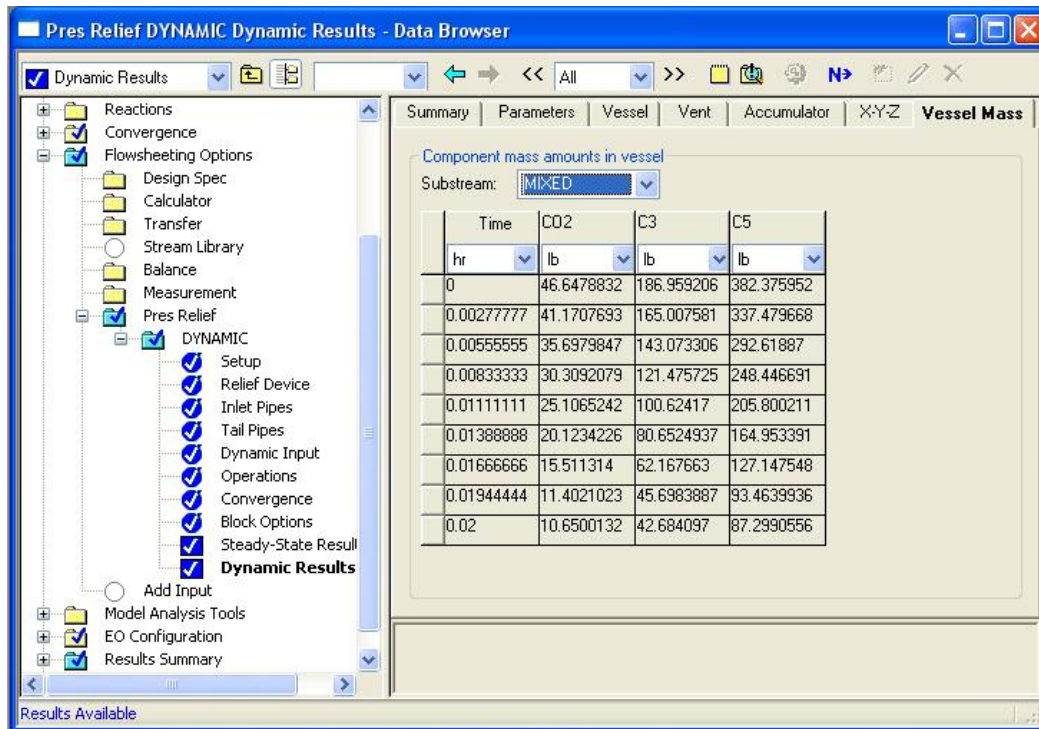 Pres Relief DYNAMIC Dynamic Results - Data Browser
Dynamic Results << All >> N>
Reactions
Convergence
Flowsheeting Options
Design Spec
Calculator
Transfer
Stream Library
Balance
Measurement
Pres Relief
DYNAMIC
Setup
Relief Device
Inlet Pipes
Tail Pipes
Dynamic Input
Operations
Convergence
Block Options
Steady-State Resul
Dynamic Results
Add Input
Model Analysis Tools
EO Configuration
Results Summary
Summary Parameters Vessel Vent Accumulator X-Y-Z Vessel Mass
Component mass amounts in vessel
Substream: MIXED
Time CO2 C3 C5
hr lb lb lb
0 46.6478832 186.959206 382.375952
0.00277777 41.1707693 165.007581 337.479668
0.00555555 35.6979847 143.073306 292.61887
0.00833333 30.3092079 121.475725 248.446691
0.01111111 25.1065242 100.62417 205.800211
0.01388888 20.1234226 80.6524937 164.953391
0.01666666 15.511314 62.167663 127.147548
0.01944444 11.4021023 45.6983887 93.4639936
0.02 10.6500132 42.684097 87.2990556
Results Available